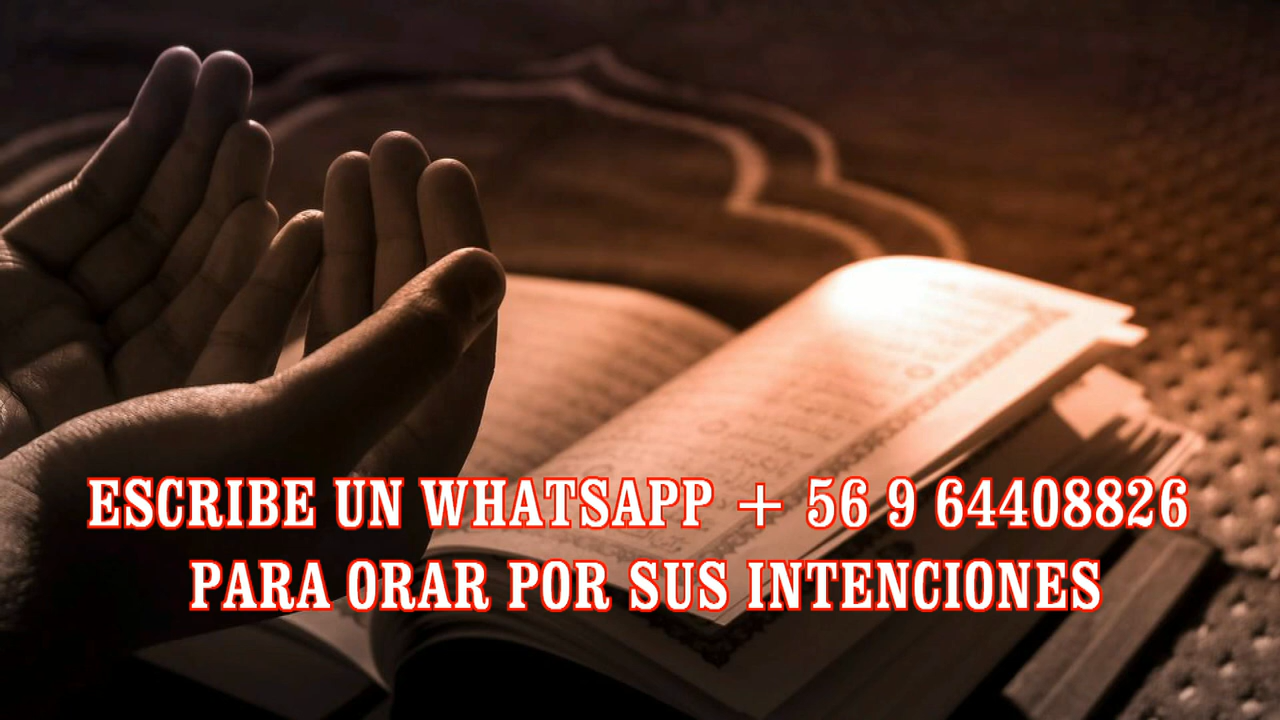 ESCRIBE UN WHATSAPP + 56 9 64408826
PARA ORAR POR SUS INTENCIONES